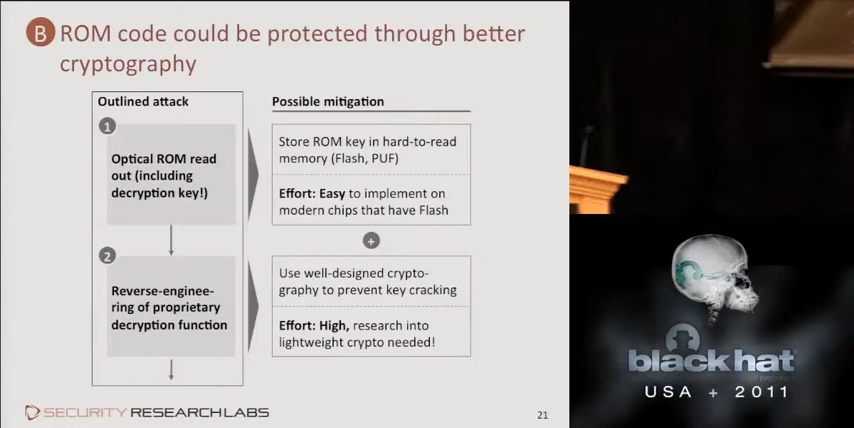 B ROM code could be protected through better
cryptography
Outlined attack
Possible mitigation
1
Optical ROM read
out (including
decryption key!)
Store ROM key in hard-to-read
memory (Flash, PUF)
Effort: Easy to implement on
modern chips that have Flash
+
2
Reverse-enginee-
ring of proprietary
decryption function
Use well-designed crypto-
graphy to prevent key cracking
Effort: High, research into
lightweight crypto needed!
SECURITY RESEARCH LABS
21
black hat
USA + 2011